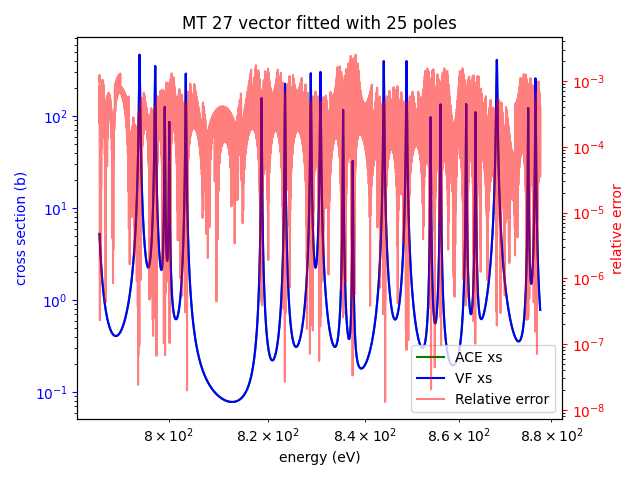 MT 27 vector fitted with 25 poles
cross section (b)
10²
10¹
10⁰
10⁻¹
10⁻³
10⁻⁴
10⁻⁵
10⁻⁶
10⁻⁷
10⁻⁸
relative error
ACE xs
VF xs
Relative error
8 × 10² 8.2 × 10² 8.4 × 10² 8.6 × 10² 8.8 × 10²
energy (eV)